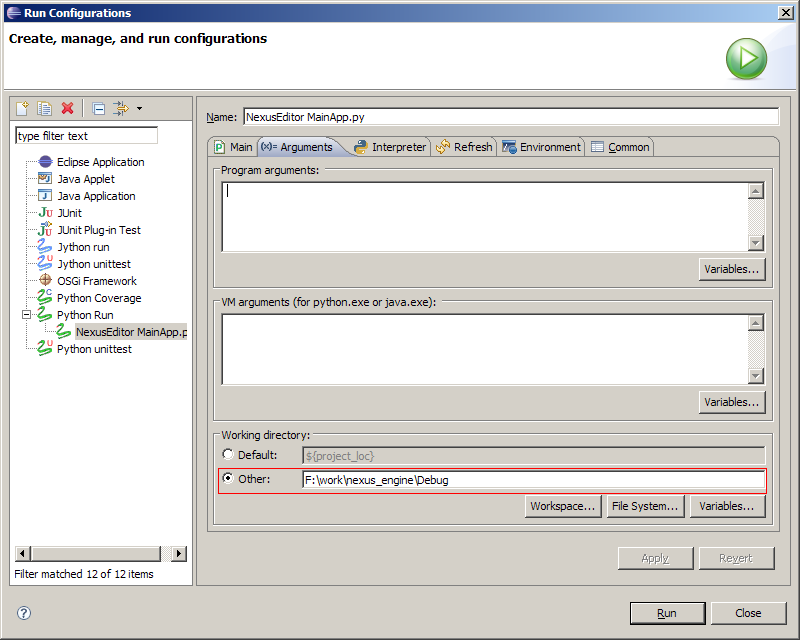 Run Configurations
Create, manage, and run configurations
type filter text
Eclipse Application
Java Applet
Java Application
JUnit
JUnit Plug-in Test
Jython run
Jython unittest
OSGi Framework
Python Coverage
Python Run
NexusEditor MainApp.p
Python unittest
Filter matched 12 of 12 items
Name: NexusEditor MainApp.py
Main (x)= Arguments Interpreter Refresh Environment Common
Program arguments:
Variables...
VM arguments (for python.exe or java.exe):
Variables...
Working directory:
Default: ${project_loc}
Other: F:\work\nexus_engine\Debug
Workspace... File System... Variables...
Apply Revert
Run Close